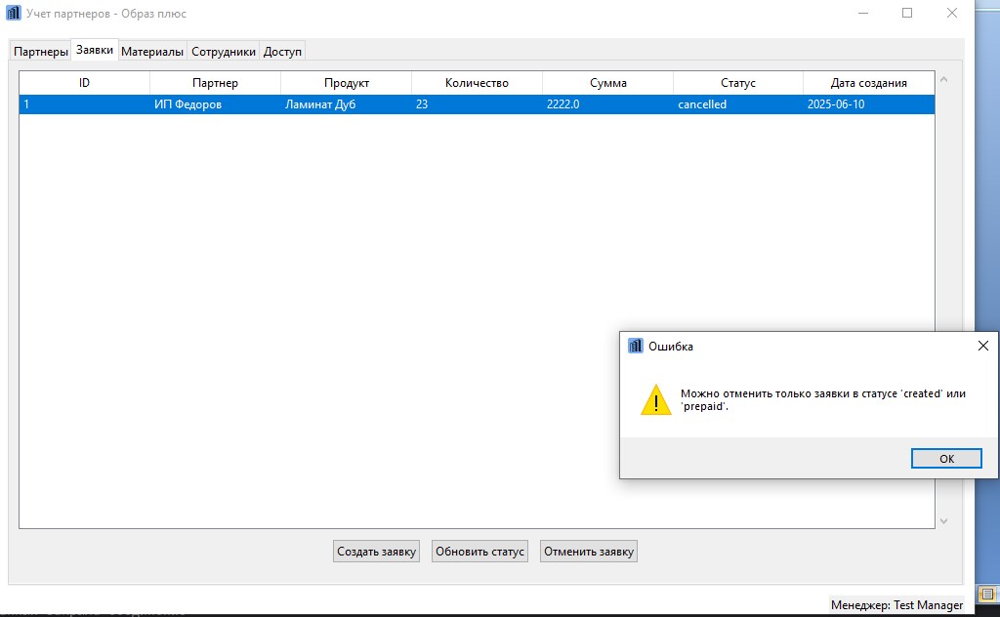 Учет партнеров - Образ плюс
Партнеры Заявки Материалы Сотрудники Доступ
ID Партнер Продукт Количество Сумма Статус Дата создания
1 ИП Федоров Ламинат Дуб 23 2222.0 cancelled 2025-06-10
Ошибка
Можно отменить только заявки в статусе 'created' или
'prepaid'.
OK
Создать заявку Обновить статус Отменить заявку
Менеджер: Test Manager